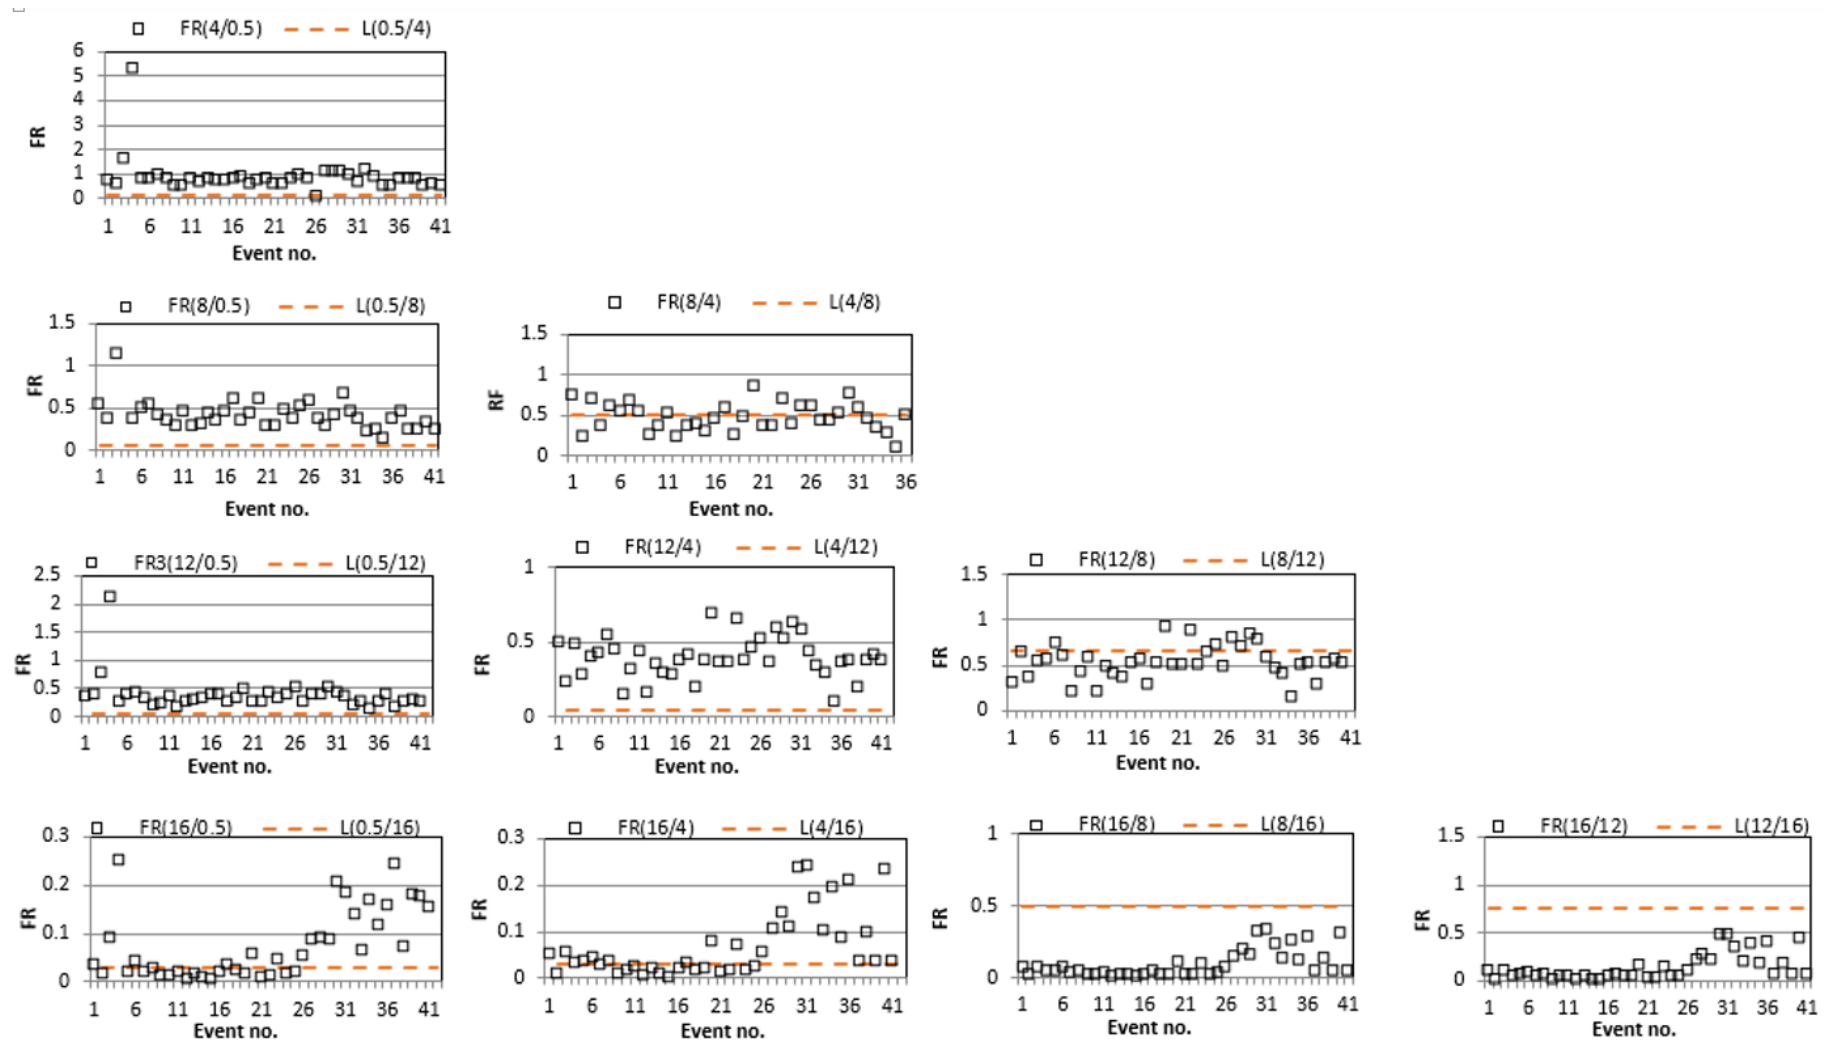 FR(4/0.5) L(0.5/4)
6
5
4
3
2
1
0
FR
1 6 11 16 21 26 31 36 41
Event no.
FR(8/0.5) L(0.5/8)
1.5
1
0.5
0
FR
1 6 11 16 21 26 31 36 41
Event no.
FR(8/4) L(4/8)
1.5
1
0.5
0
RF
1 6 11 16 21 26 31 36
Event no.
FR3(12/0.5) L(0.5/12)
2.5
2
1.5
1
0.5
0
FR
1 6 11 16 21 26 31 36 41
Event no.
FR(12/4) L(4/12)
1
0.5
0
FR
1 6 11 16 21 26 31 36 41
Event no.
FR(12/8) L(8/12)
1.5
1
0.5
0
FR
1 6 11 16 21 26 31 36 41
Event no.
FR(16/0.5) L(0.5/16)
0.3
0.2
0.1
0
FR
1 6 11 16 21 26 31 36 41
Event no.
FR(16/4) L(4/16)
0.3
0.2
0.1
0
FR
1 6 11 16 21 26 31 36 41
Event no.
FR(16/8) L(8/16)
1
0.5
0
FR
1 6 11 16 21 26 31 36 41
Event no.
FR(16/12) L(12/16)
1.5
1
0.5
0
FR
1 6 11 16 21 26 31 36 41
Event no.